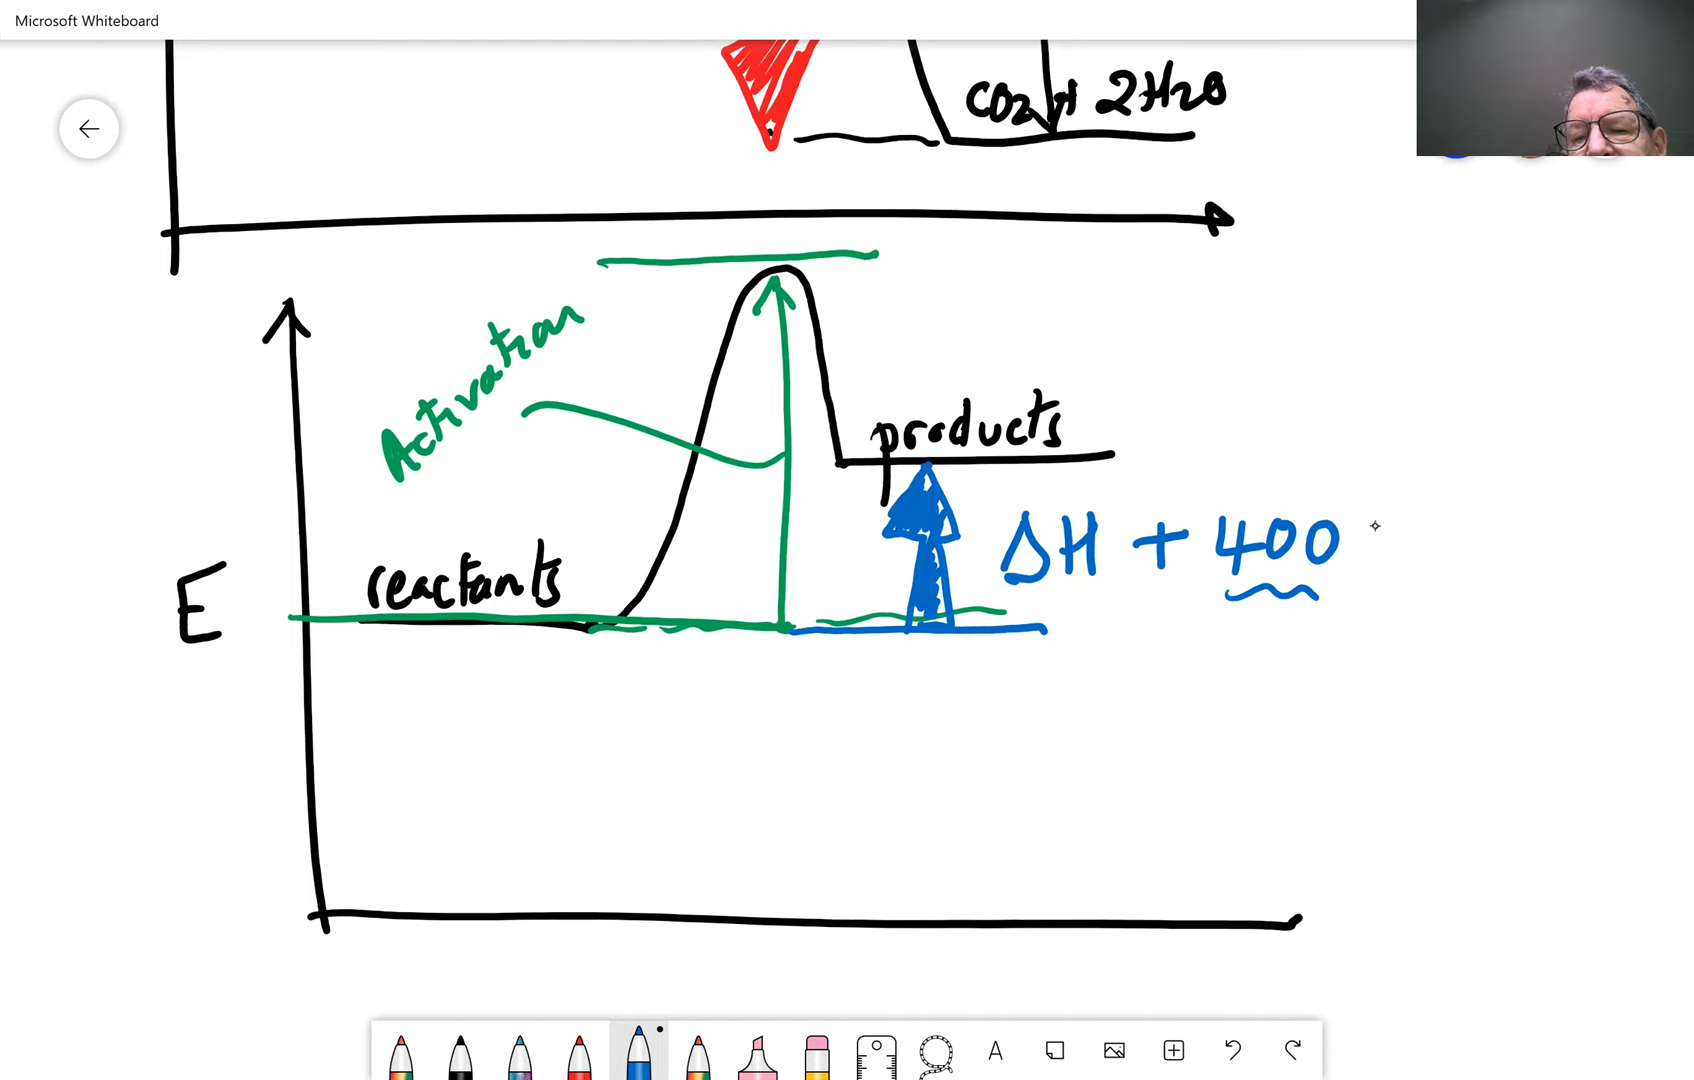 Microsoft Whiteboard
CO2 + 2H2O
Activation
products
ΔH + 400
reactants
E
A